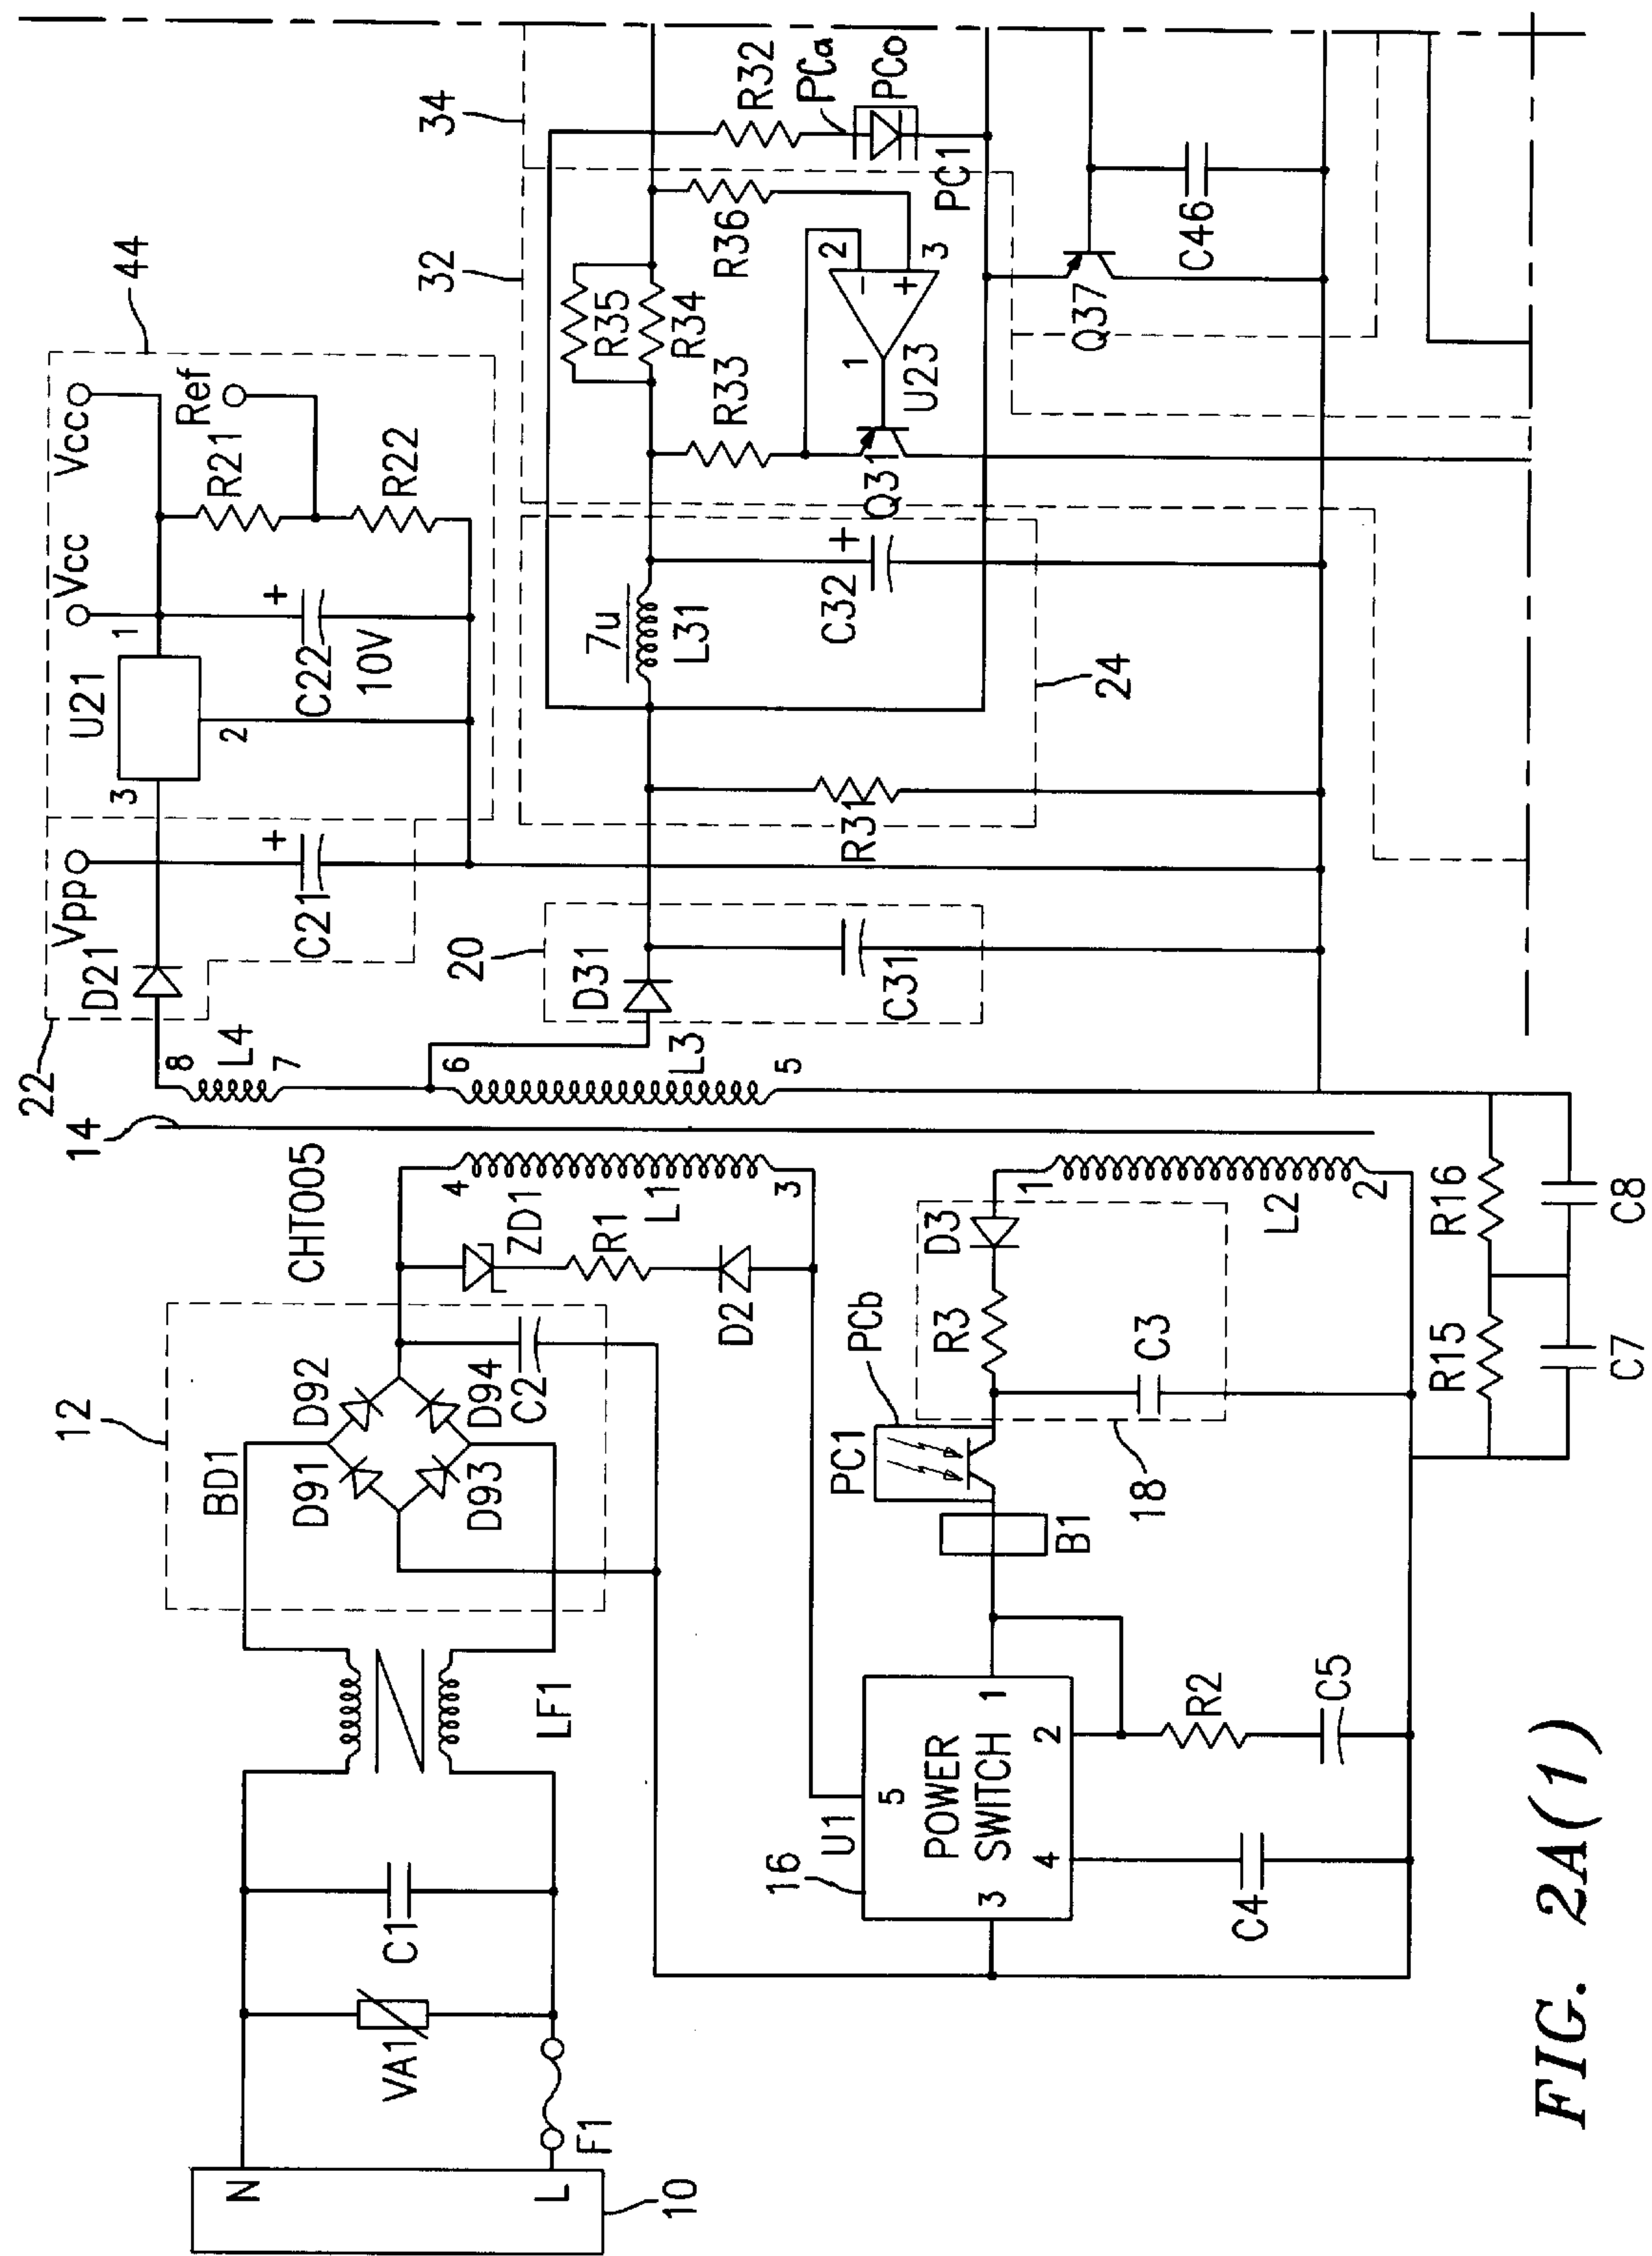 10
N
L
F1
VA1
C1
LF1
12
BD1
D91
D92
D93
D94
C2
CHT005
14
ZD1
R1
D2
L1
4
3
16
U1
POWER
SWITCH
5
1
2
3
4
C4
R2
C5
B1
PC1
PCb
18
R3
D3
C3
1
L2
2
R15
R16
C7
C8
22
8
L4
7
6
L3
5
D21
Vpp
C21
+
3
U21
1
2
Vcc
C22
+
10V
Vcc
Ref
R21
R22
44
20
D31
C31
R31
24
7u
L31
C32
+
32
R33
R35
R34
R36
Q31
U23
1
2
3
-
+
34
R32
PCa
PCo
PC1
Q37
C46
FIG. 2A(1)